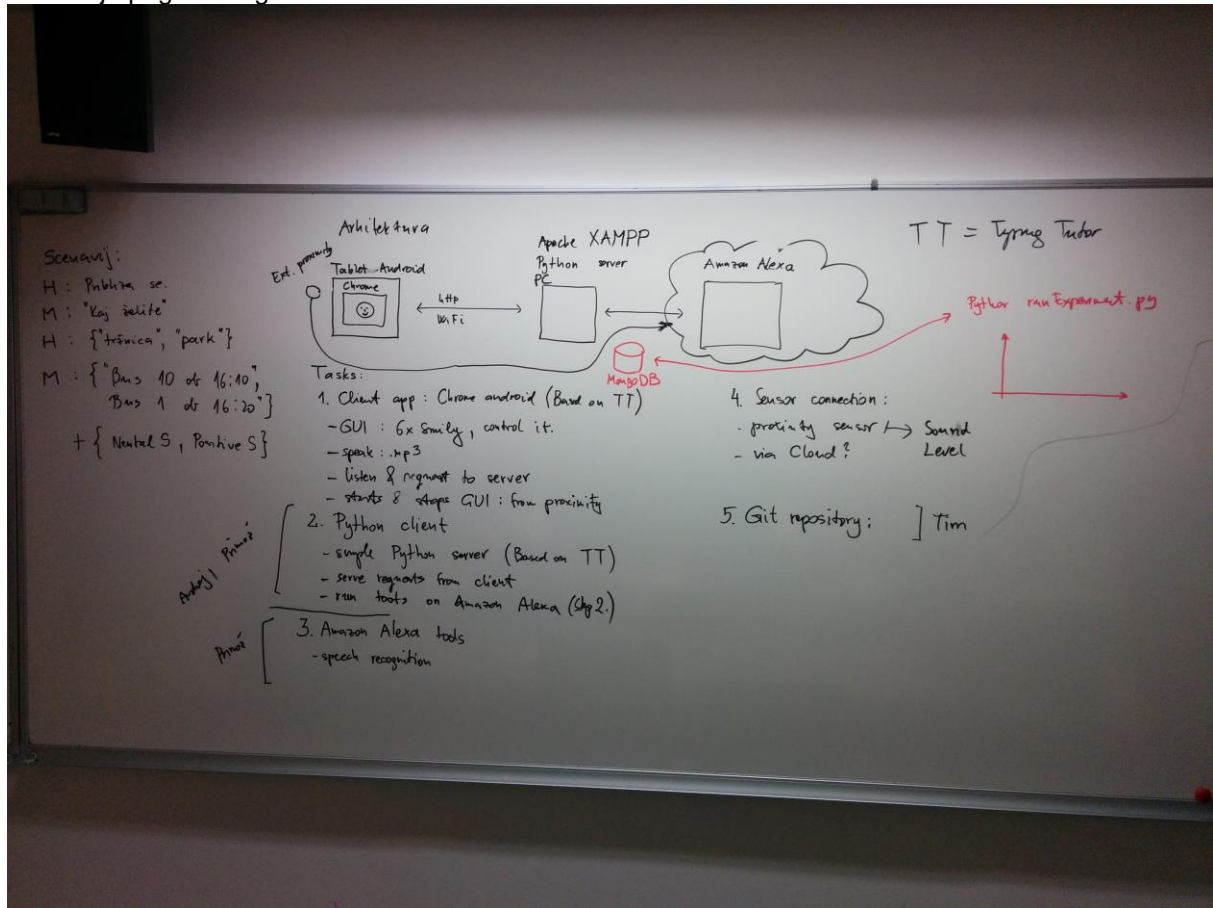 Scenarij:
H : Približa se.
M : "Kaj želite"
H : {"tržnica", "park"}
M : {"Bus 10 ob 16:10",
Bus 1 ob 16:20"}
+ { Neutral S, Positive S}
Arhitektura
Ext. proximity
Tablet Android
Chrome
http
WiFi
Apache XAMPP
Python server
PC
Amazon Alexa
MongoDB
TT = Typing Tutor
Python runExperiment.py
Tasks:
1. Client app : Chrome android (Based on TT)
- GUI : 6x Smily, control it.
- speak : .mp3
- listen & request to server
- starts & stops GUI : from proximity
Andrej, Primož
2. Python client
- simple Python server (Based on TT)
- serve requests from client
- run tools on Amazon Alexa (Step 2.)
Primož
3. Amazon Alexa tools
- speech recognition
4. Sensor connection :
- proximity sensor → Sound
Level
- via Cloud?
5. Git repository: ] Tim